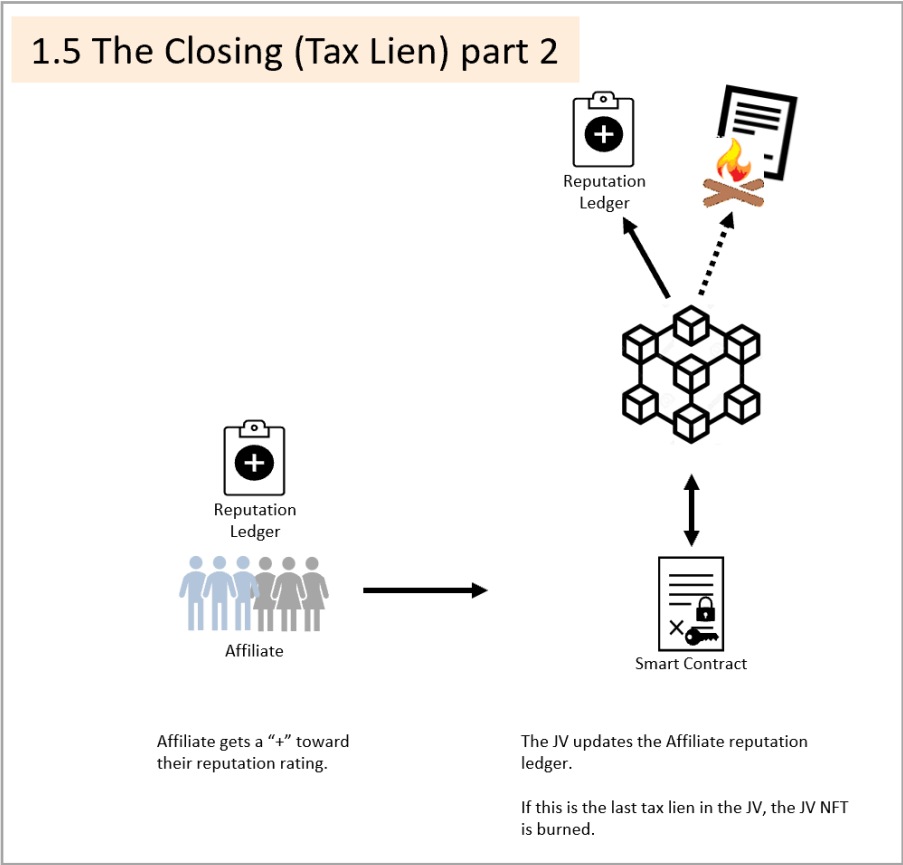 1.5 The Closing (Tax Lien) part 2
Reputation
Ledger
Reputation
Ledger
Affiliate
Smart Contract
Affiliate gets a “+” toward
their reputation rating.
The JV updates the Affiliate reputation
ledger.
If this is the last tax lien in the JV, the JV NFT
is burned.